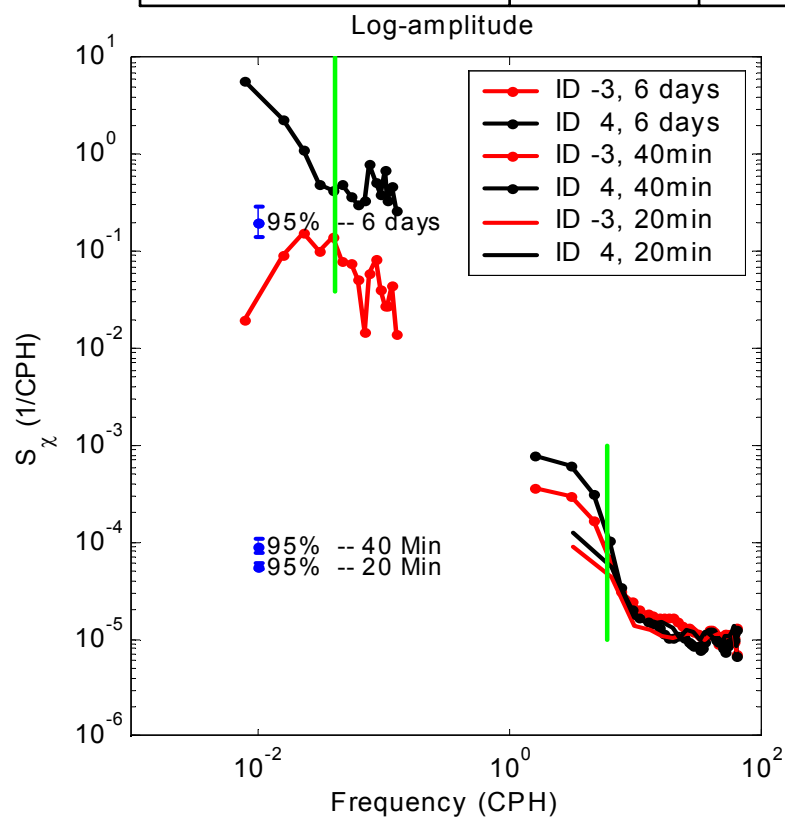 Log-amplitude
10^1
10^0
10^-1
10^-2
10^-3
10^-4
10^-5
10^-6
S_χ (1/CPH)
ID -3, 6 days
ID 4, 6 days
ID -3, 40min
ID 4, 40min
ID -3, 20min
ID 4, 20min
95% -- 6 days
95% -- 40 Min
95% -- 20 Min
10^-2
10^0
10^2
Frequency (CPH)